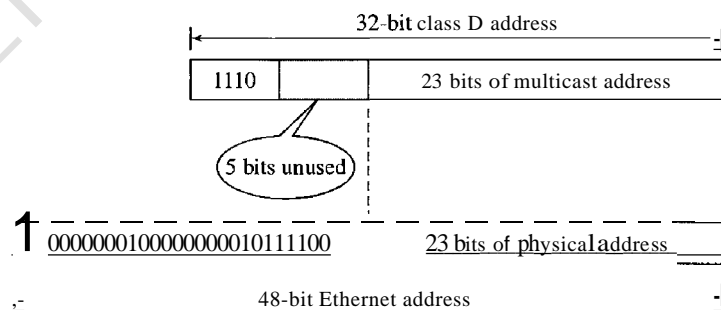 32-bit class D address
1110
23 bits of multicast address
5 bits unused
1
0000000100000000010111100
23 bits of physical address
48-bit Ethernet address